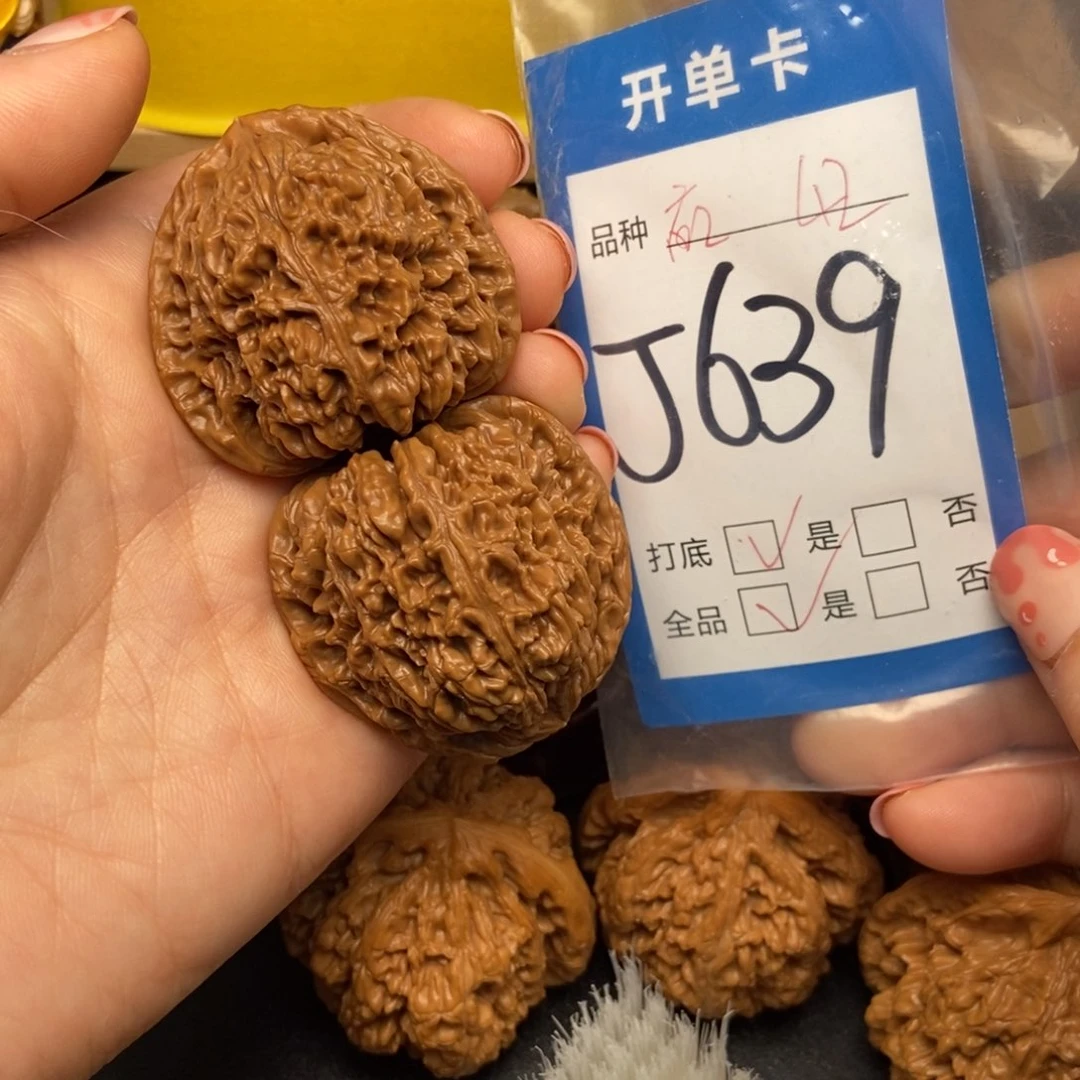 开单卡
品种
J639
打底 是 否
全品 是 否